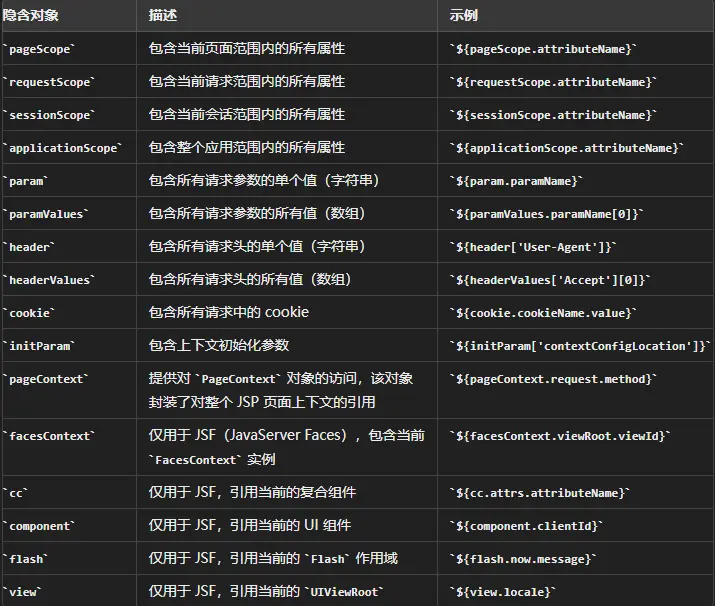 隐含对象 描述 示例
`pageScope` 包含当前页面范围内的所有属性 `${pageScope.attributeName}`
`requestScope` 包含当前请求范围内的所有属性 `${requestScope.attributeName}`
`sessionScope` 包含当前会话范围内的所有属性 `${sessionScope.attributeName}`
`applicationScope` 包含整个应用范围内的所有属性 `${applicationScope.attributeName}`
`param` 包含所有请求参数的单个值（字符串） `${param.paramName}`
`paramValues` 包含所有请求参数的所有值（数组） `${paramValues.paramName[0]}`
`header` 包含所有请求头的单个值（字符串） `${header['User-Agent']}`
`headerValues` 包含所有请求头的所有值（数组） `${headerValues['Accept'][0]}`
`cookie` 包含所有请求中的 cookie `${cookie.cookieName.value}`
`initParam` 包含上下文初始化参数 `${initParam['contextConfigLocation']}`
`pageContext` 提供对 `PageContext` 对象的访问，该对象 `${pageContext.request.method}`
封装了对整个 JSP 页面上下文的引用
`facesContext` 仅用于 JSF（JavaServer Faces），包含当前 `${facesContext.viewRoot.viewId}`
`FacesContext` 实例
`cc` 仅用于 JSF，引用当前的复合组件 `${cc.attrs.attributeName}`
`component` 仅用于 JSF，引用当前的 UI 组件 `${component.clientId}`
`flash` 仅用于 JSF，引用当前的 `Flash` 作用域 `${flash.now.message}`
`view` 仅用于 JSF，引用当前的 `UIViewRoot` `${view.locale}`